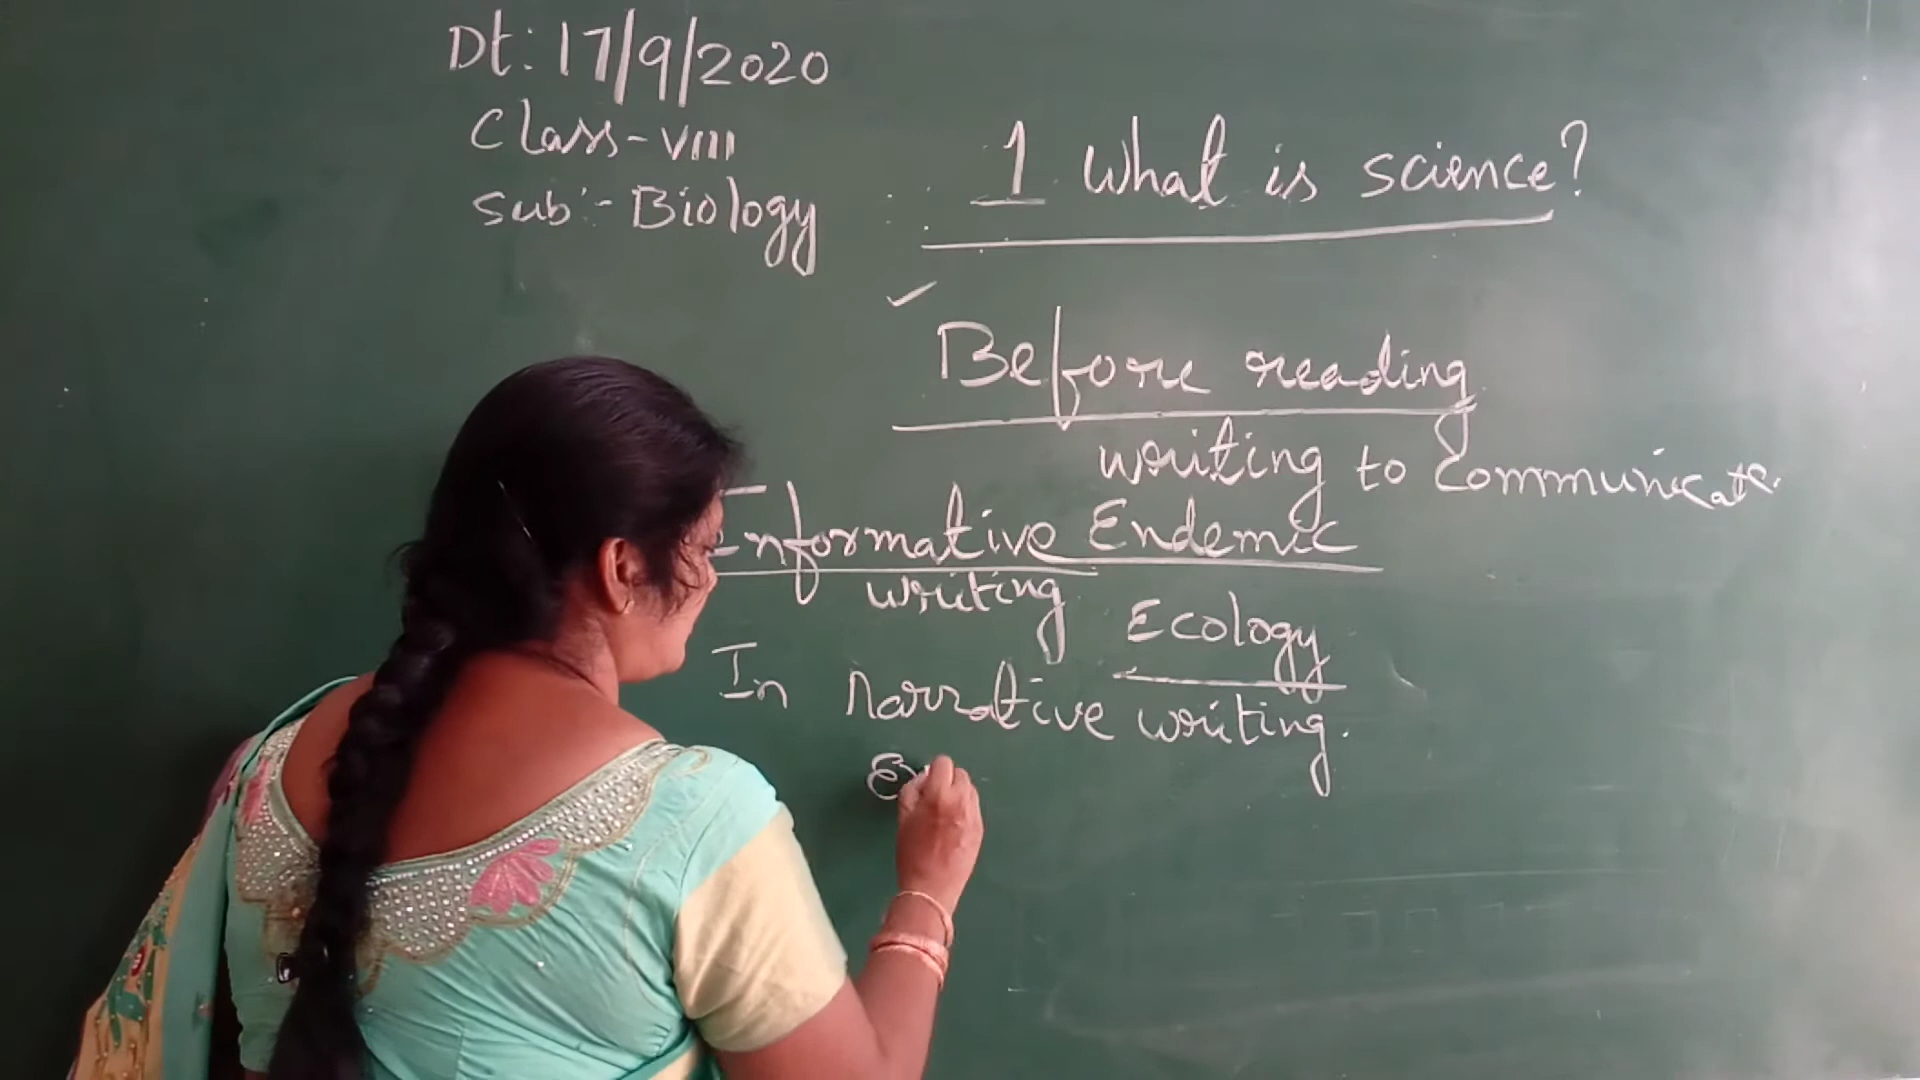 Dt: 17/9/2020
Class-VIII
Sub:- Biology
1 What is science?
Before reading
writing to communicate.
Informative Endemic
writing
Ecology
In narrative writing.